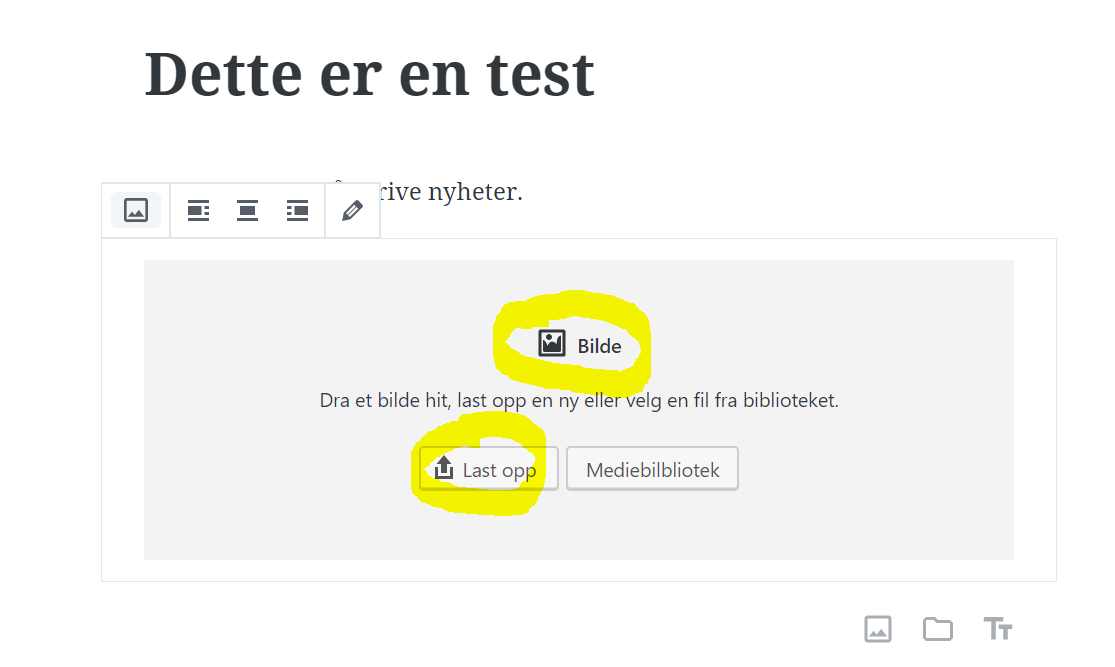 Dette er en test
rive nyheter.
Bilde
Dra et bilde hit, last opp en ny eller velg en fil fra biblioteket.
Last opp
Mediebilbliotek